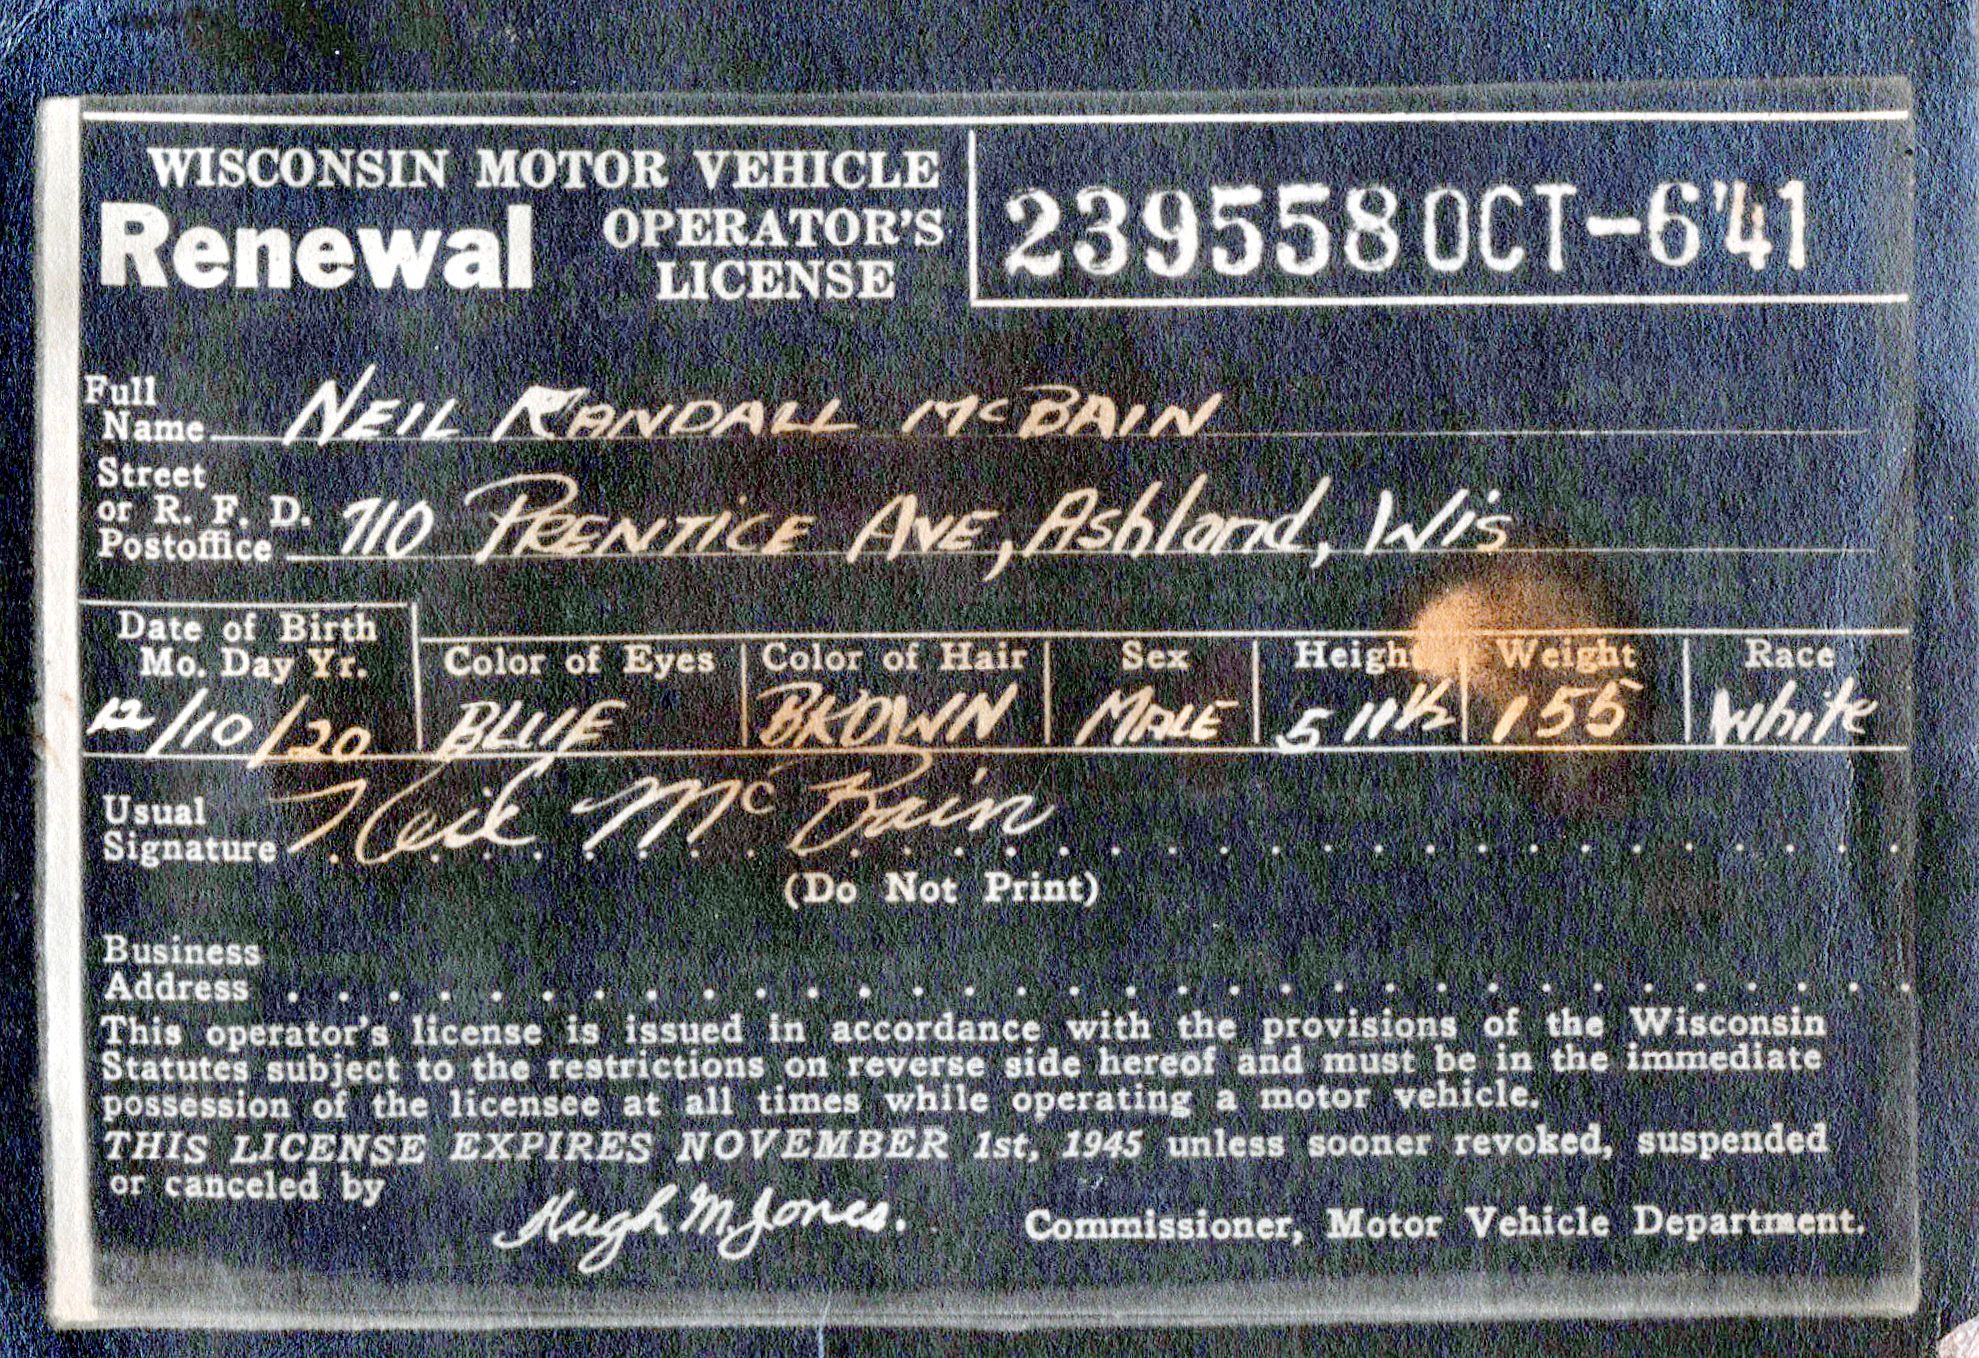 WISCONSIN MOTOR VEHICLE
Renewal OPERATOR'S LICENSE
239558 OCT-6'41
Full Name NEIL RANDALL McBAIN
Street or R. F. D. Postoffice 710 PRENTICE AVE, Ashland, Wis
Date of Birth Mo. Day Yr. Color of Eyes Color of Hair Sex Height Weight Race
12/10/20 BLUE BROWN MALE 5 11½ 155 White
Usual Signature Neil McBain
(Do Not Print)
Business
Address
This operator's license is issued in accordance with the provisions of the Wisconsin
Statutes subject to the restrictions on reverse side hereof and must be in the immediate
possession of the licensee at all times while operating a motor vehicle.
THIS LICENSE EXPIRES NOVEMBER 1st, 1945 unless sooner revoked, suspended
or canceled by
Hugh M Jones. Commissioner, Motor Vehicle Department.